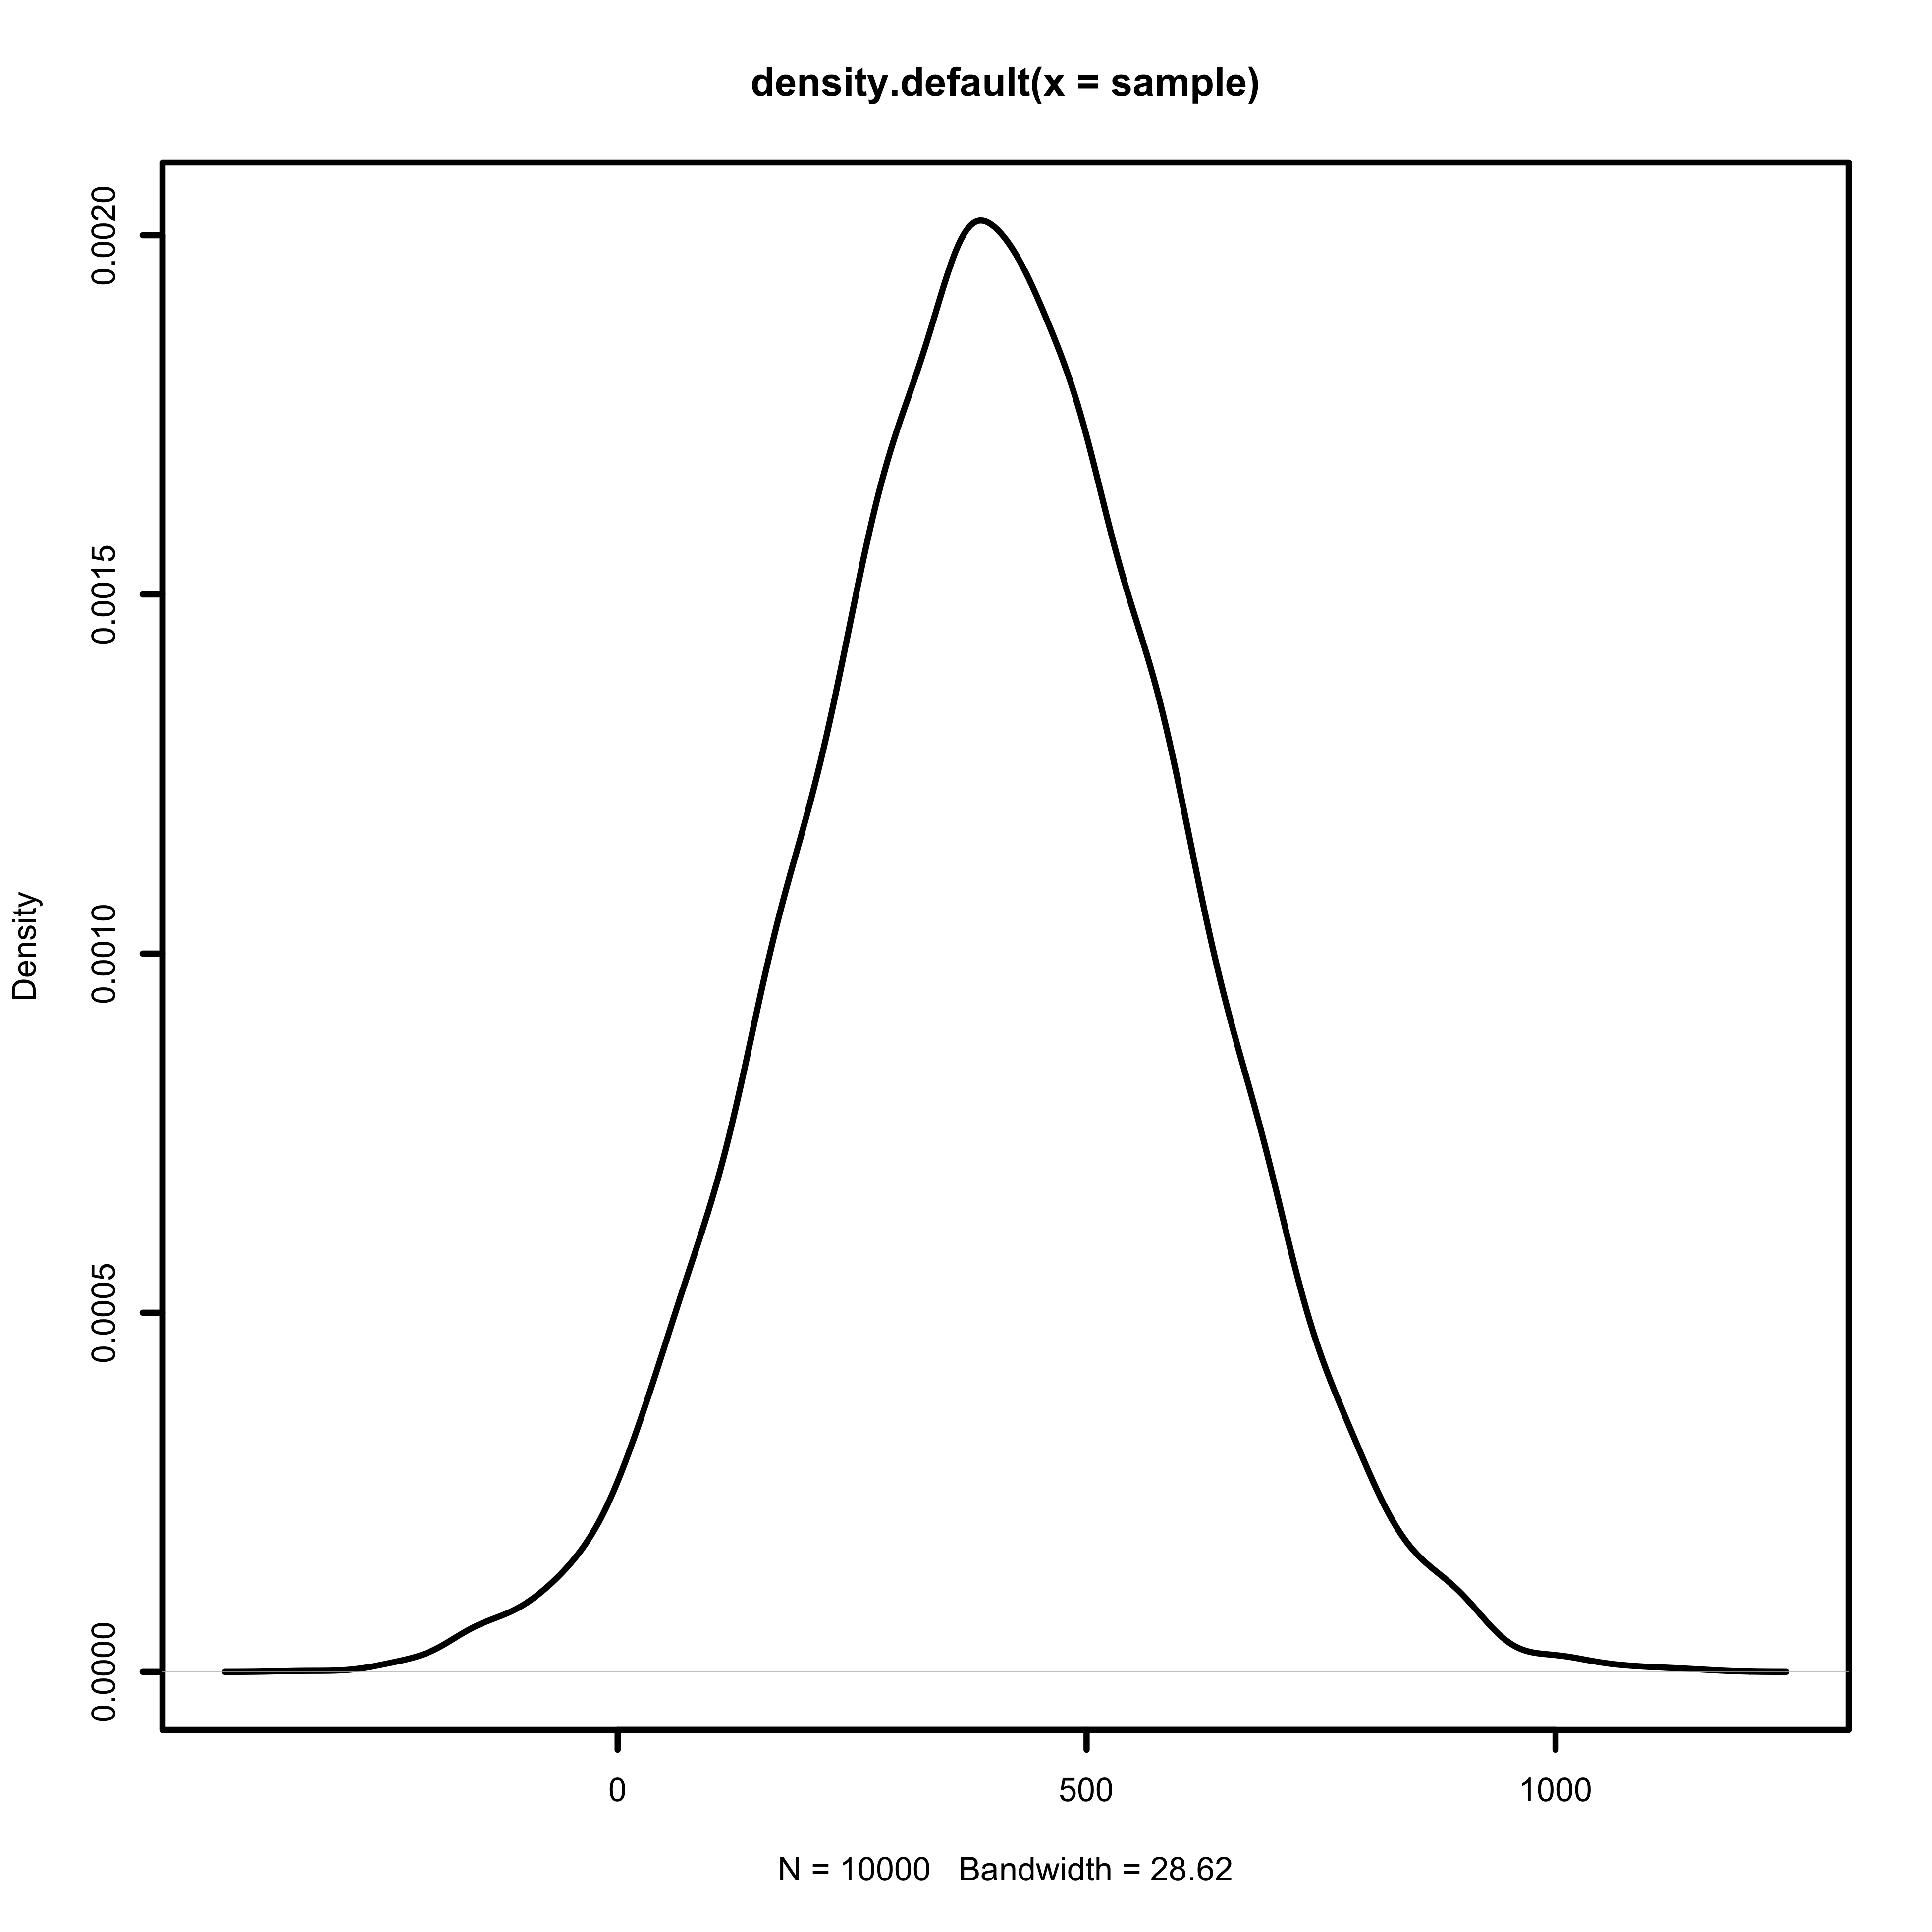 density.default(x = sample)
Density
0.0020
0.0015
0.0010
0.0005
0.0000
0 500 1000
N = 10000 Bandwidth = 28.62